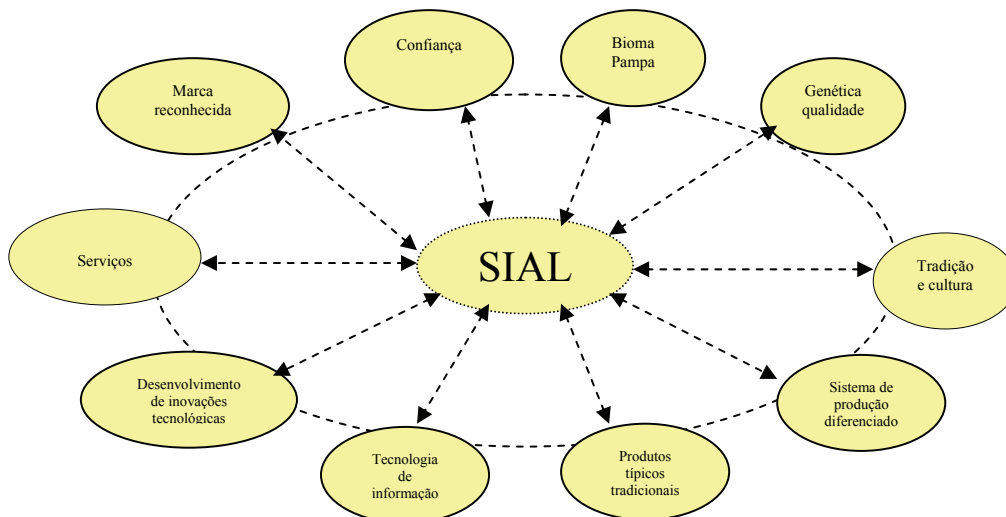 Confiança
Bioma
Pampa
Marca
reconhecida
Genética
qualidade
Serviços
SIAL
Tradição
e cultura
Desenvolvimento
de inovações
tecnológicas
Sistema de
produção
diferenciado
Tecnologia
de
informação
Produtos
típicos
tradicionais